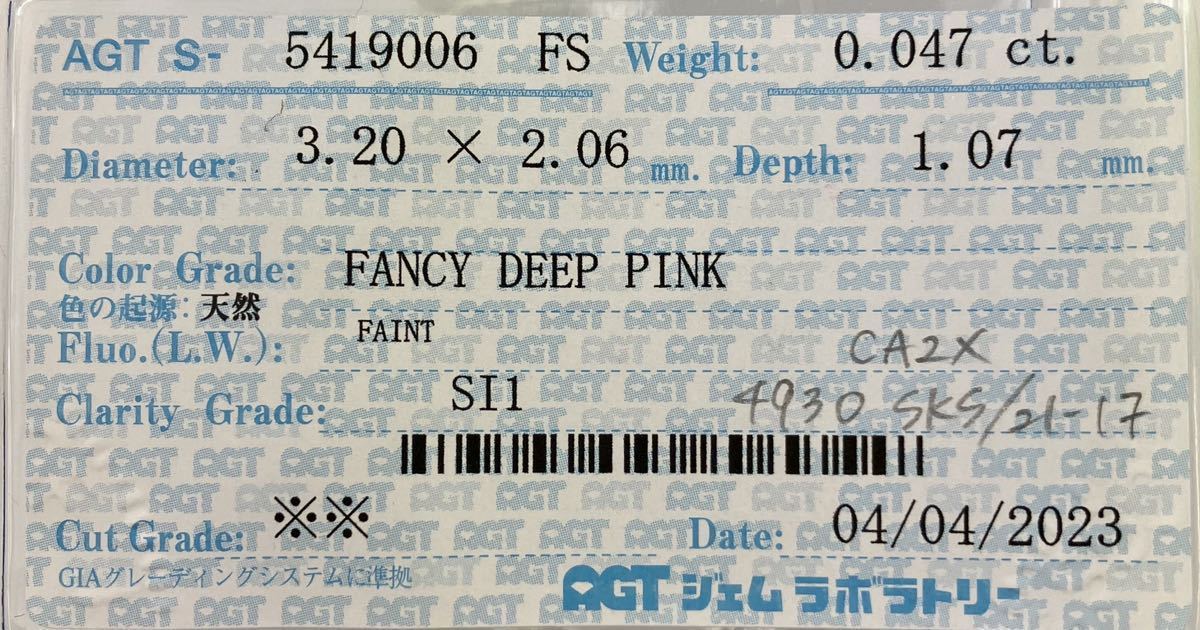 AGT S- 5419006 FS Weight: 0.047 ct.
Diameter: 3.20 × 2.06 mm. Depth: 1.07 mm.
Color Grade: FANCY DEEP PINK
色の起源: 天然
Fluo.(L.W.): FAINT CA2X
Clarity Grade: SI1 4930 SKS/21-17
Cut Grade: ※※ Date: 04/04/2023
GIAグレーディングシステムに準拠
AGT ジェム ラボラトリー